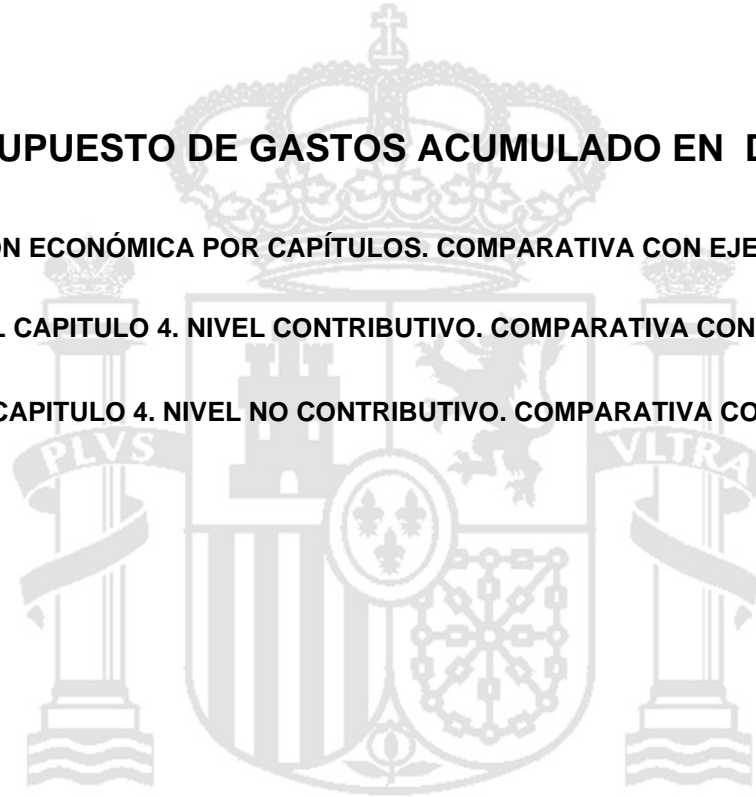 UPUESTO DE GASTOS ACUMULADO EN D
ÓN ECONÓMICA POR CAPÍTULOS. COMPARATIVA CON EJE
L CAPITULO 4. NIVEL CONTRIBUTIVO. COMPARATIVA CON
CAPITULO 4. NIVEL NO CONTRIBUTIVO. COMPARATIVA CO
PLVS VLTRA